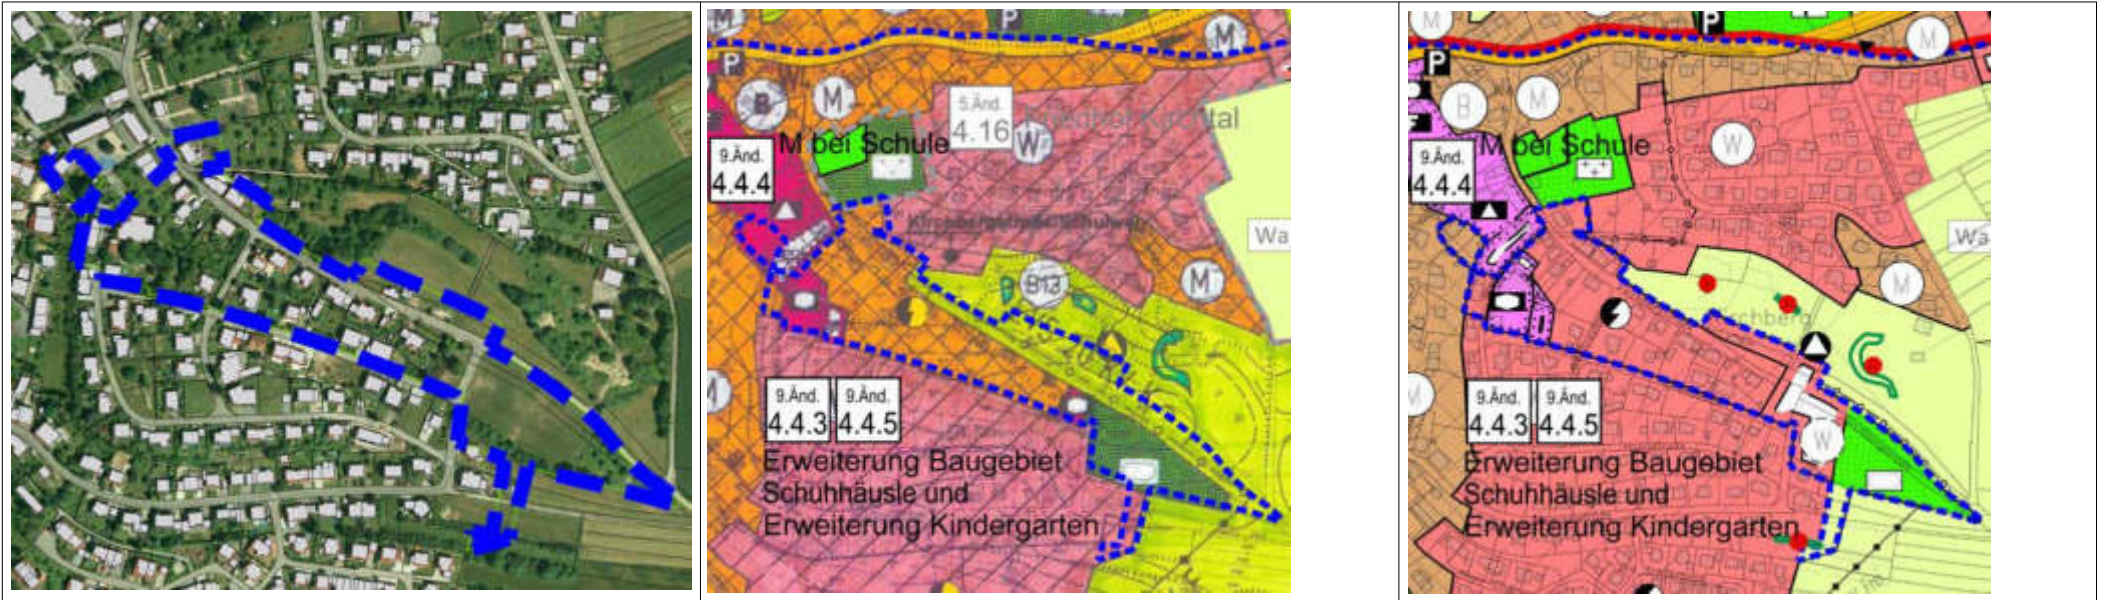 M
P
M
P
B
M
5.Änd.
4.16
W
M bei Schule
9.Änd.
4.4.4
Wa
B13
M
M
9.Änd.
4.4.3
9.Änd.
4.4.5
Erweiterung Baugebiet
Schuhhäusle und
Erweiterung Kindergarten
M
P
M
P
B
M
W
M bei Schule
9.Änd.
4.4.4
Wa
M
Kirchberg
M
9.Änd.
4.4.3
9.Änd.
4.4.5
W
Erweiterung Baugebiet
Schuhhäusle und
Erweiterung Kindergarten